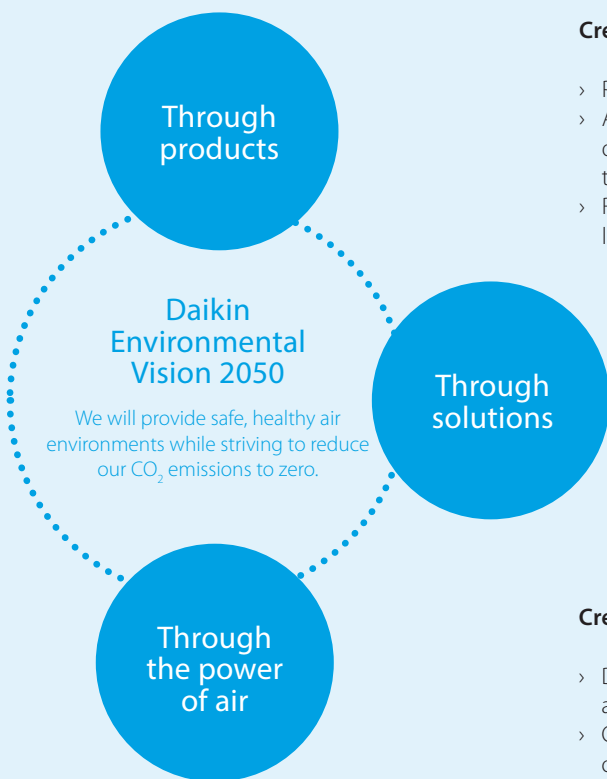 Through
products
Daikin
Environmental
Vision 2050
We will provide safe, healthy air
environments while striving to reduce
our CO₂ emissions to zero.
Through
solutions
Through
the power
of air